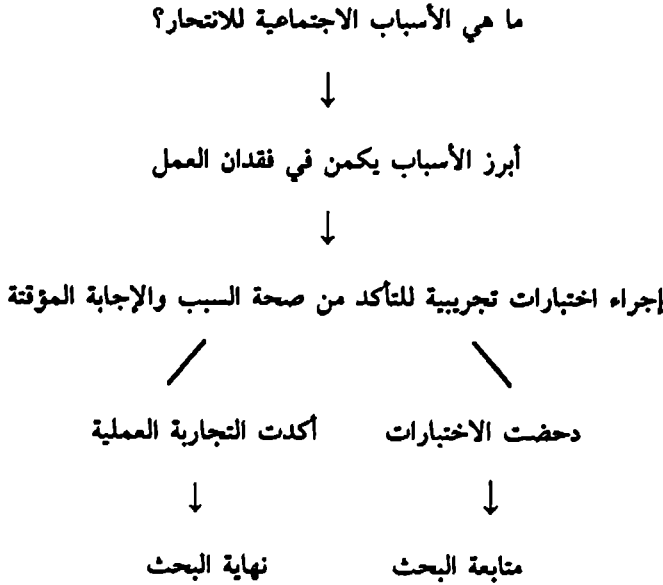 ما هي الأسباب الاجتماعية للانتحار؟
أبرز الأسباب يكمن في فقدان العمل
إجراء اختبارات تجريبية للتأكد من صحة السبب والإجابة المؤقتة
دحضت الاختبارات
أكدت التجاربة العملية
متابعة البحث
نهاية البحث